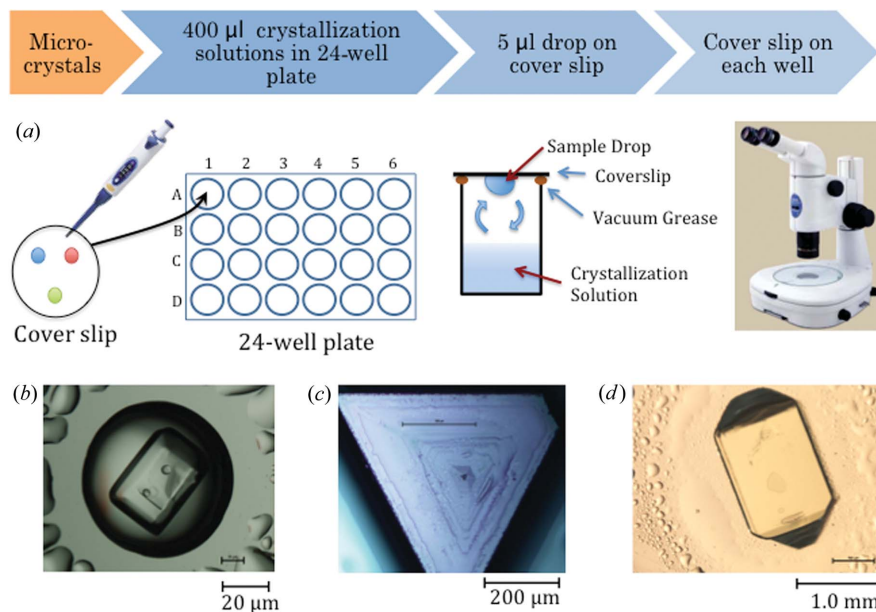 Micro-
crystals
400 µl crystallization
solutions in 24-well
plate
5 µl drop on
cover slip
Cover slip on
each well
(a)
1 2 3 4 5 6
A
B
C
D
Cover slip
24-well plate
Sample Drop
Coverslip
Vacuum Grease
Crystallization
Solution
(b)
(c)
(d)
20 µm
200 µm
1.0 mm